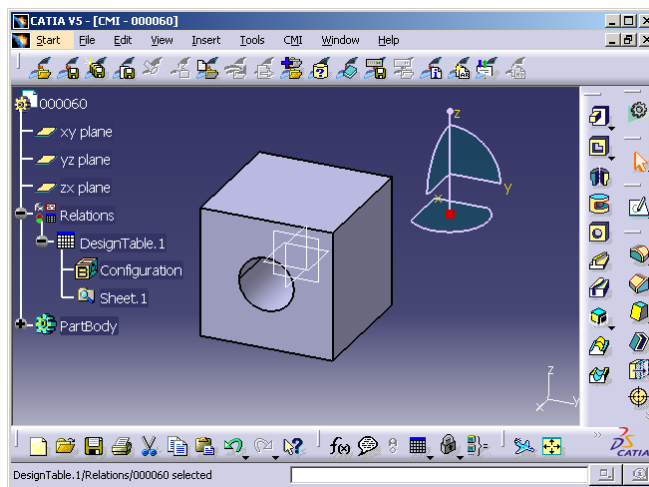 CATIA V5 - [CMI - 000060]
Start File Edit View Insert Tools CMI Window Help
000060
xy plane
yz plane
zx plane
Relations
DesignTable.1
Configuration
Sheet.1
PartBody
z
y
x
z
y
x
f(x)
CATIA
DesignTable.1/Relations/000060 selected